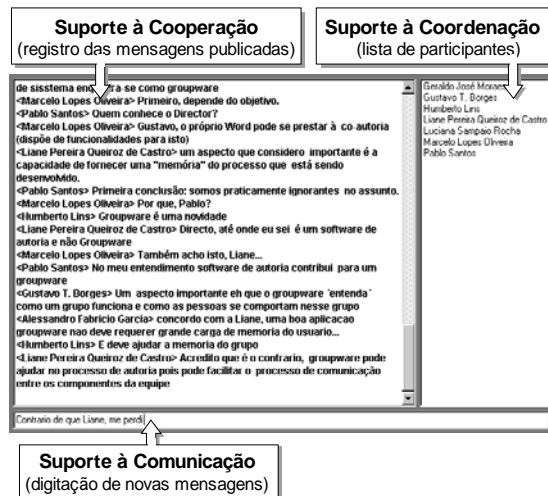 Suporte à Cooperação
(registro das mensagens publicadas)
Suporte à Coordenação
(lista de participantes)
de sisstema encontra-se como groupware
<Marcelo Lopes Oliveira> Primeiro, depende do objetivo.
<Pablo Santos> Quem conhece o Director?
<Marcelo Lopes Oliveira> Gustavo, o próprio Word pode se prestar à co-autoria
(dispõe de funcionalidades para isto)
<Liane Pereira Queiroz de Castro> um aspecto que considero importante é a
capacidade de fornecer uma "memória" do processo que está sendo
desenvolvido.
<Pablo Santos> Primeira conclusão: somos praticamente ignorantes no assunto.
<Marcelo Lopes Oliveira> Por que, Pablo?
<Humberto Lins> Groupware é uma novidade
<Liane Pereira Queiroz de Castro> Directo, até onde eu sei é um software de
autoria e não Groupware
<Marcelo Lopes Oliveira> Também acho isto, Liane...
<Pablo Santos> No meu entendimento software de autoria contribui para um
groupware
<Gustavo T. Borges> Um aspecto importante eh que o groupware ´entenda´
como um grupo funciona e como as pessoas se comportam nesse grupo
<Alessandro Fabrício Garcia> concordo com a Liane, uma boa aplicacao
groupware nao deve requerer grande carga de memoria do usuario...
<Humberto Lins> E deve ajudar a memoria do grupo
<Liane Pereira Queiroz de Castro> Acredito que é o contrario, groupware pode
ajudar no processo de autoria pois pode facilitar o processo de comunicação
entre os componentes da equipe
Geraldo José Moraes
Gustavo T. Borges
Humberto Lins
Liane Pereira Queiroz de Castro
Luciana Sampaio Rocha
Marcelo Lopes Oliveira
Pablo Santos
Contrario de que Liane, me perdi
Suporte à Comunicação
(digitação de novas mensagens)